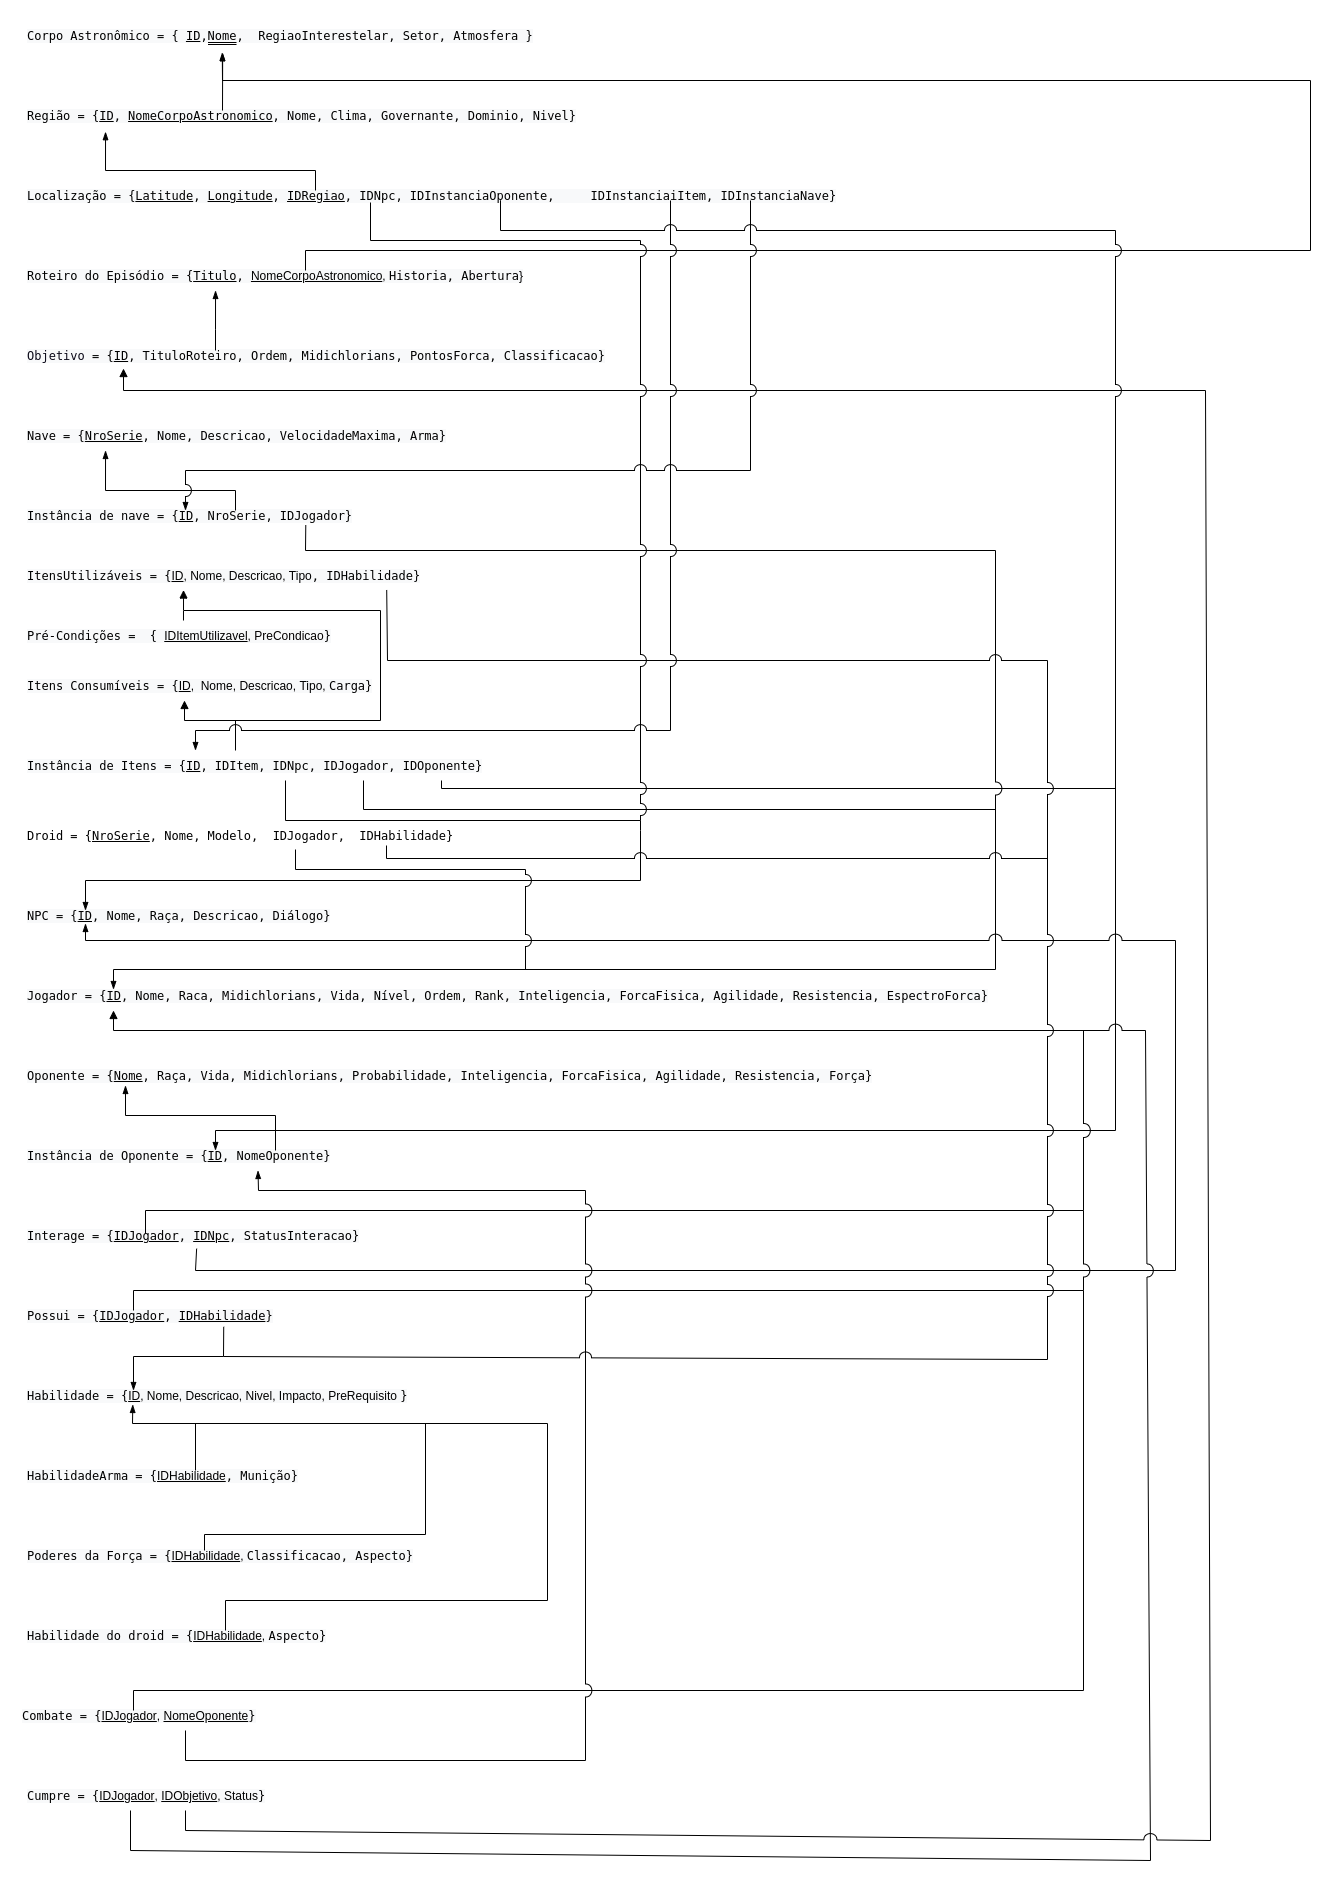 Corpo Astronômico = { ID,Nome, RegiaoInterestelar, Setor, Atmosfera }
Região = {ID, NomeCorpoAstronomico, Nome, Clima, Governante, Dominio, Nivel}
Localização = {Latitude, Longitude, IDRegiao, IDNpc, IDInstanciaOponente, IDInstanciaiItem, IDInstanciaNave}
Roteiro do Episódio = {Titulo, NomeCorpoAstronomico, Historia, Abertura}
Objetivo = {ID, TituloRoteiro, Ordem, Midichlorians, PontosForca, Classificacao}
Nave = {NroSerie, Nome, Descricao, VelocidadeMaxima, Arma}
Instância de nave = {ID, NroSerie, IDJogador}
ItensUtilizáveis = {ID, Nome, Descricao, Tipo, IDHabilidade}
Pré-Condições = { IDItemUtilizavel, PreCondicao}
Itens Consumíveis = {ID, Nome, Descricao, Tipo, Carga}
Instância de Itens = {ID, IDItem, IDNpc, IDJogador, IDOponente}
Droid = {NroSerie, Nome, Modelo, IDJogador, IDHabilidade}
NPC = {ID, Nome, Raça, Descricao, Diálogo}
Jogador = {ID, Nome, Raca, Midichlorians, Vida, Nível, Ordem, Rank, Inteligencia, ForcaFisica, Agilidade, Resistencia, EspectroForca}
Oponente = {Nome, Raça, Vida, Midichlorians, Probabilidade, Inteligencia, ForcaFisica, Agilidade, Resistencia, Força}
Instância de Oponente = {ID, NomeOponente}
Interage = {IDJogador, IDNpc, StatusInteracao}
Possui = {IDJogador, IDHabilidade}
Habilidade = {ID, Nome, Descricao, Nivel, Impacto, PreRequisito }
HabilidadeArma = {IDHabilidade, Munição}
Poderes da Força = {IDHabilidade, Classificacao, Aspecto}
Habilidade do droid = {IDHabilidade, Aspecto}
Combate = {IDJogador, NomeOponente}
Cumpre = {IDJogador, IDObjetivo, Status}